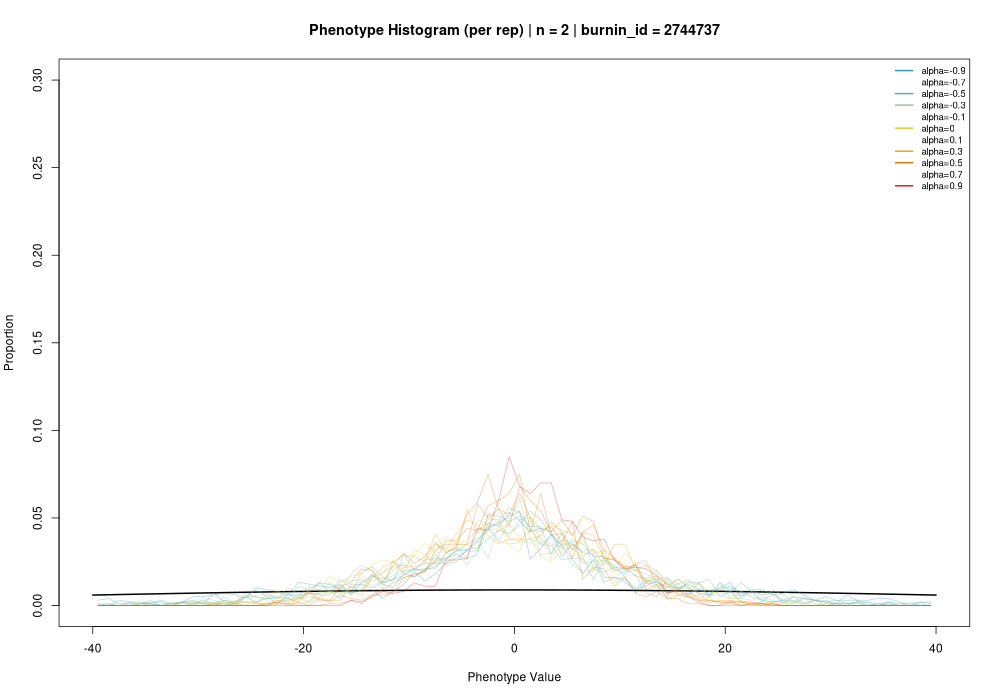 Phenotype Histogram (per rep) | n = 2 | burnin_id = 2744737
alpha=-0.9
alpha=-0.7
alpha=-0.5
alpha=-0.3
alpha=-0.1
alpha=0
alpha=0.1
alpha=0.3
alpha=0.5
alpha=0.7
alpha=0.9
Proportion
0.30
0.25
0.20
0.15
0.10
0.05
0.00
-40
-20
0
20
40
Phenotype Value